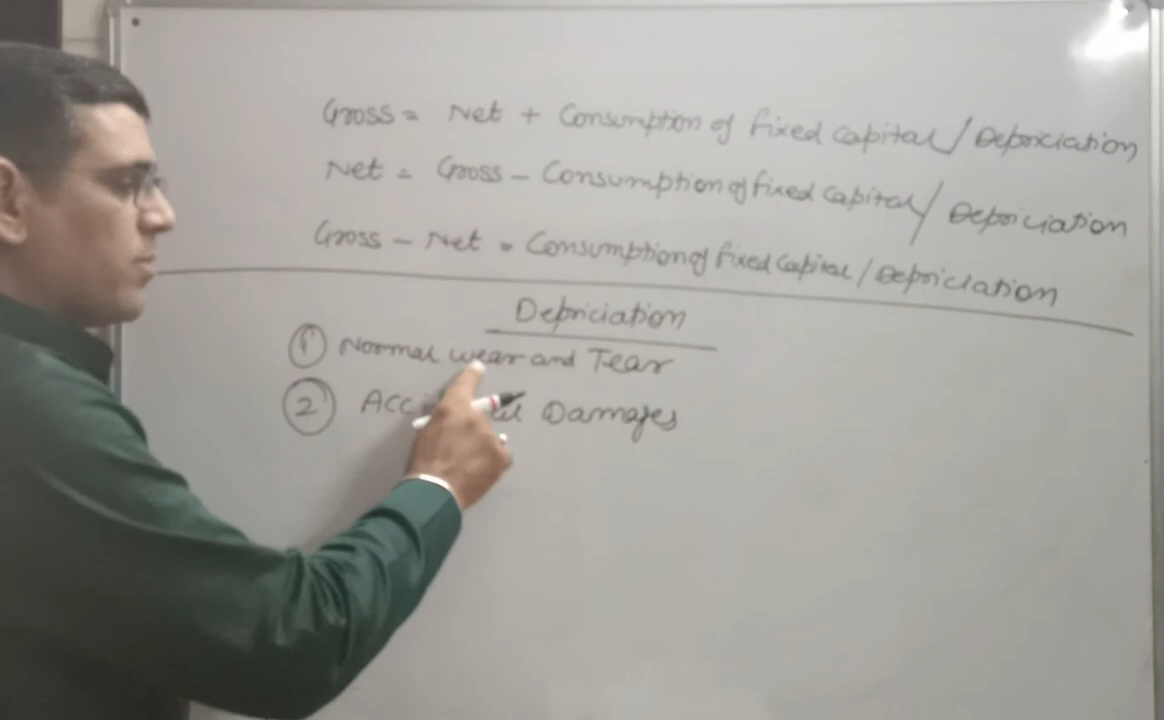 Gross = Net + Consumption of fixed capital / Depriciation
Net = Gross - Consumption of fixed capital / Depriciation
Gross - Net = Consumption of fixed capital / Depriciation
Depriciation
1 Normal wear and Tear
2 Damages